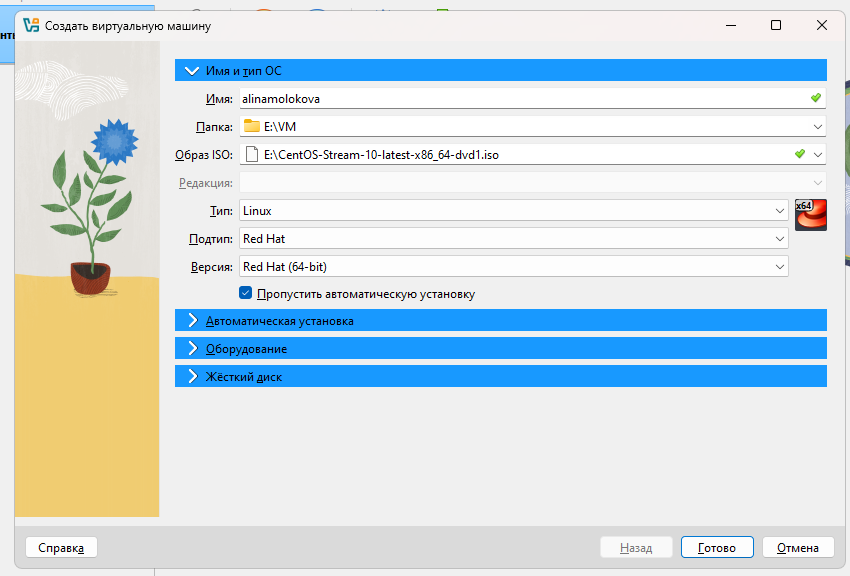 Создать виртуальную машину
Имя и тип ОС
Имя: alinamolokova
Папка: E:\VM
Образ ISO: E:\CentOS-Stream-10-latest-x86_64-dvd1.iso
Редакция:
Тип: Linux
x64
Подтип: Red Hat
Версия: Red Hat (64-bit)
Пропустить автоматическую установку
Автоматическая установка
Оборудование
Жёсткий диск
Справка
Назад
Готово
Отмена